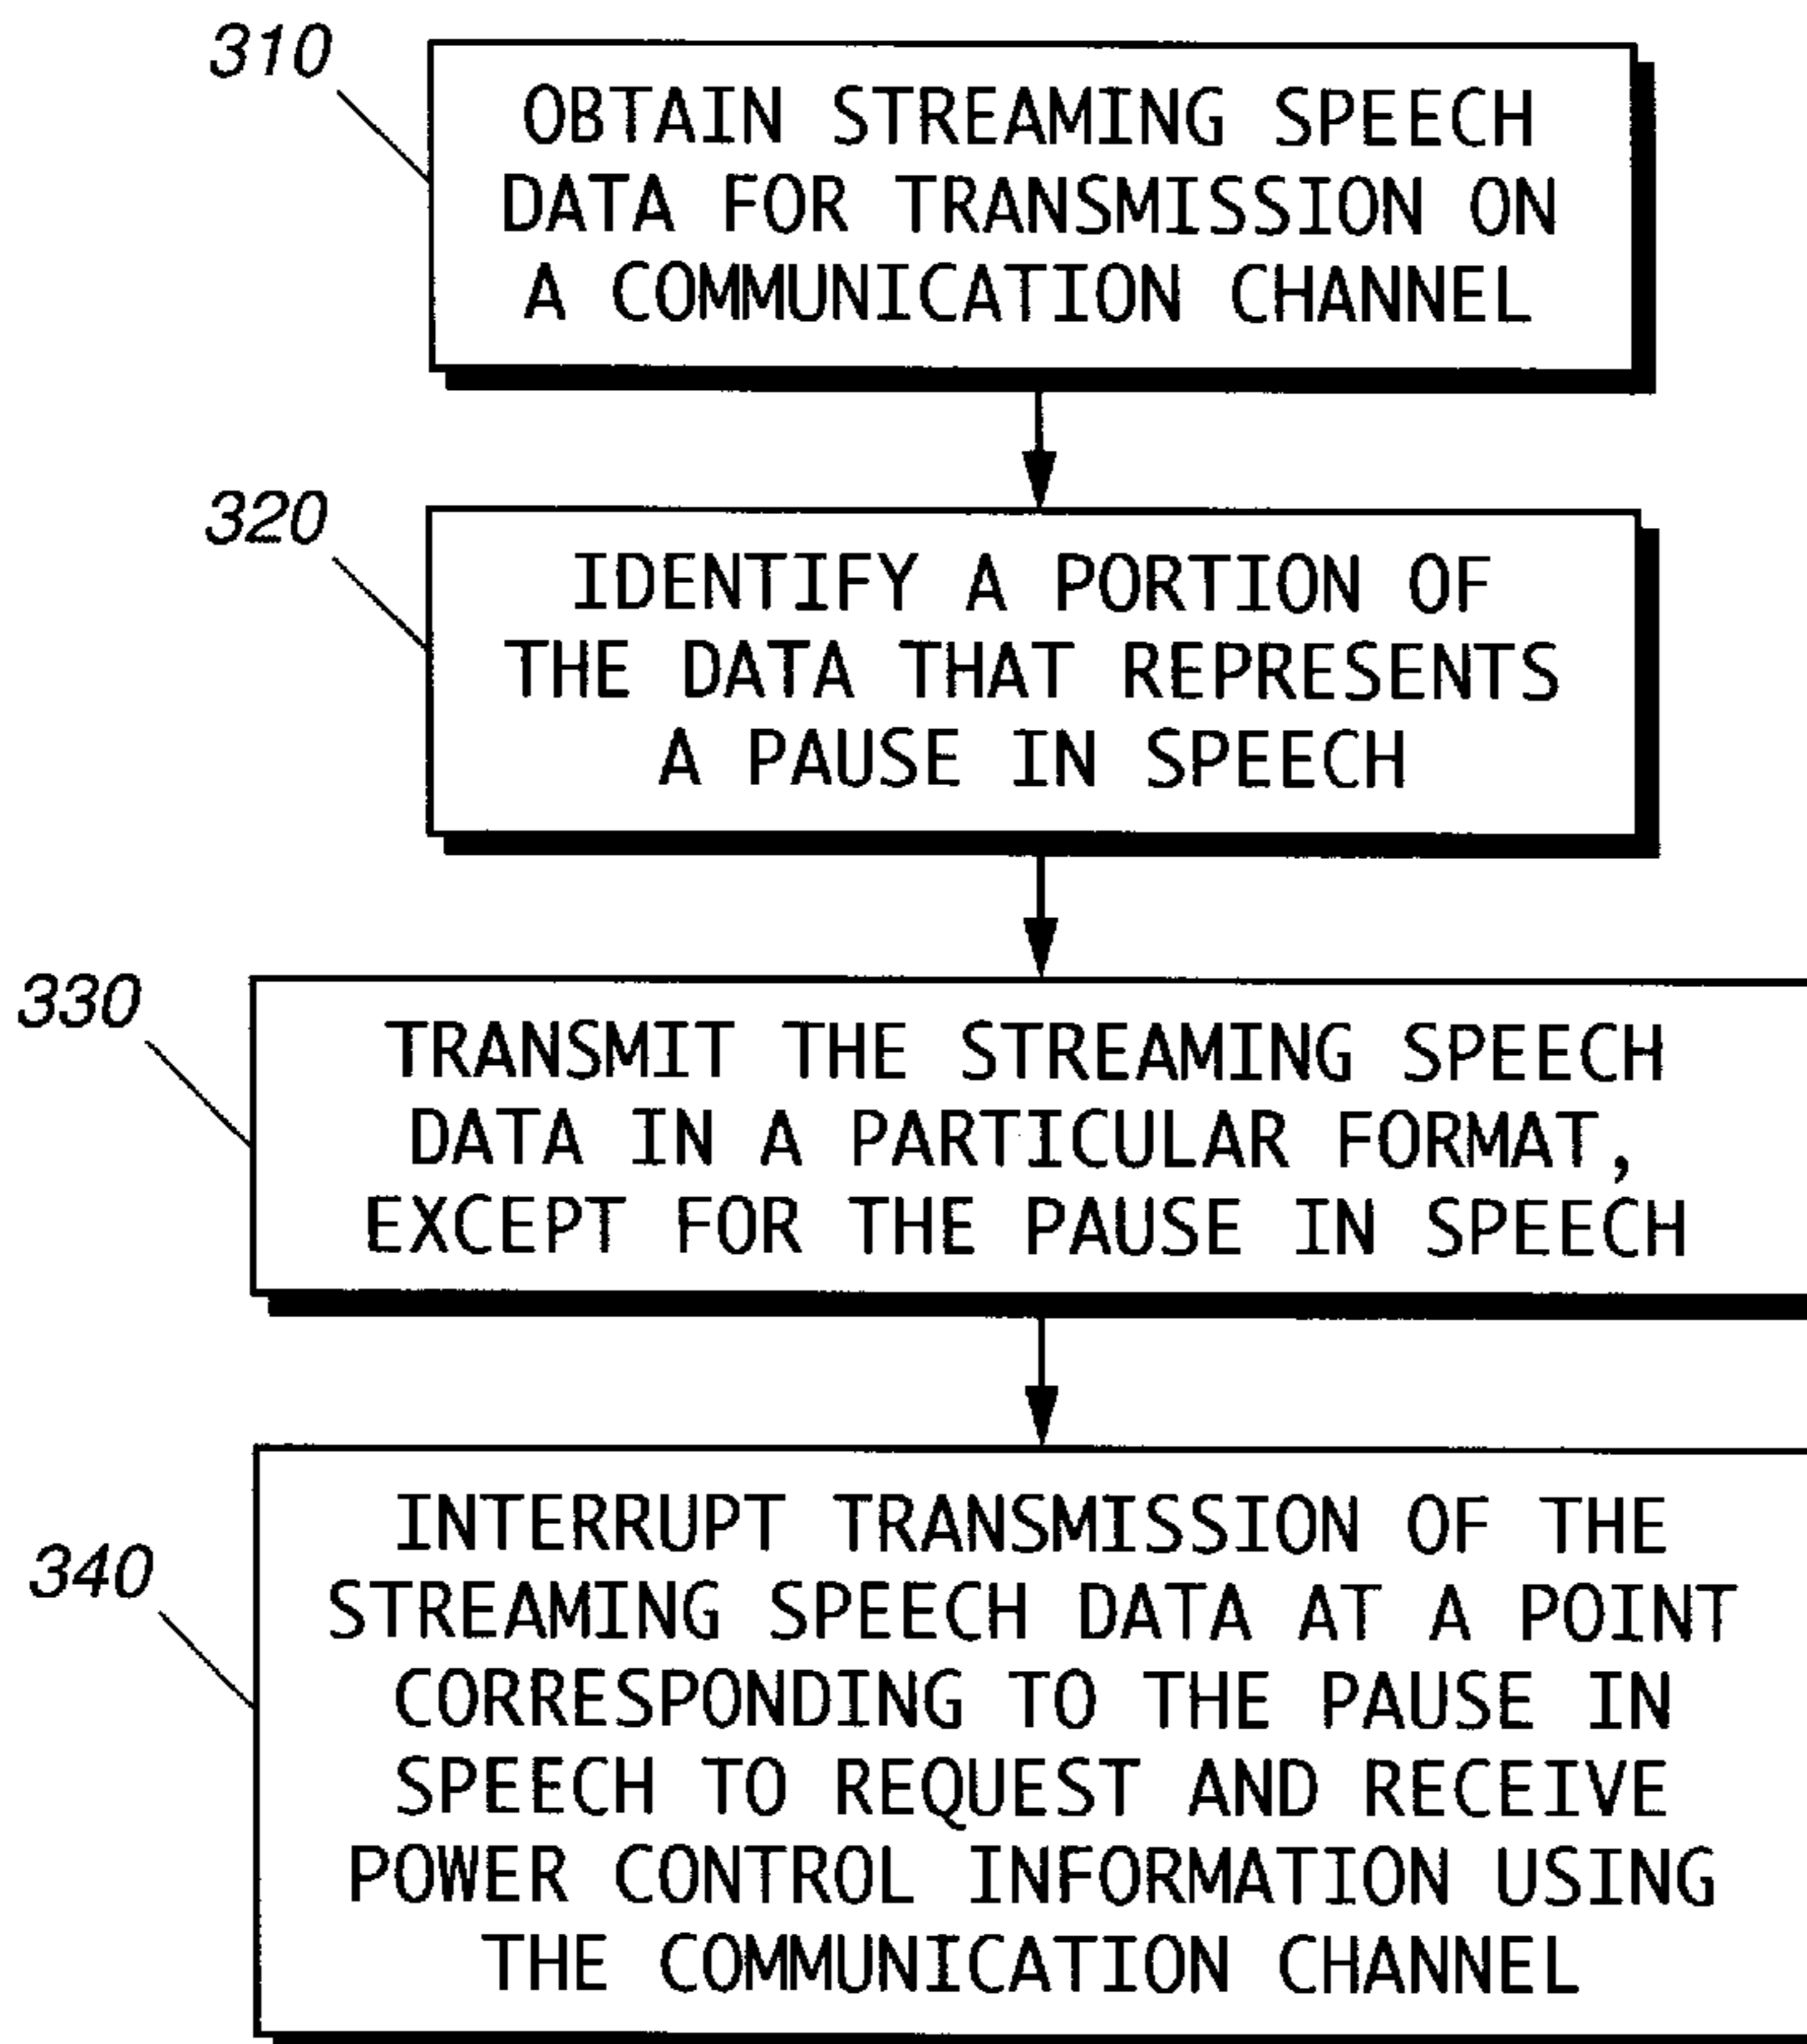 310
OBTAIN STREAMING SPEECH
DATA FOR TRANSMISSION ON
A COMMUNICATION CHANNEL
320
IDENTIFY A PORTION OF
THE DATA THAT REPRESENTS
A PAUSE IN SPEECH
330
TRANSMIT THE STREAMING SPEECH
DATA IN A PARTICULAR FORMAT,
EXCEPT FOR THE PAUSE IN SPEECH
340
INTERRUPT TRANSMISSION OF THE
STREAMING SPEECH DATA AT A POINT
CORRESPONDING TO THE PAUSE IN
SPEECH TO REQUEST AND RECEIVE
POWER CONTROL INFORMATION USING
THE COMMUNICATION CHANNEL